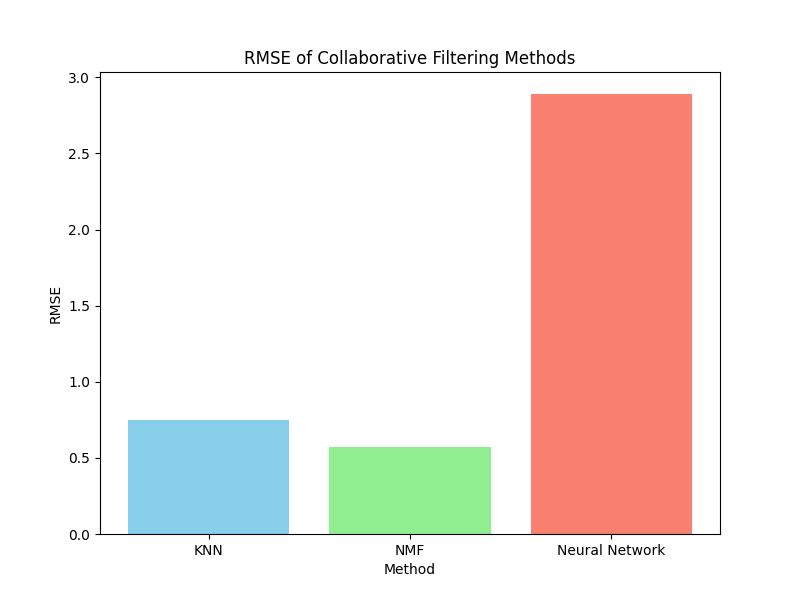 RMSE of Collaborative Filtering Methods
3.0
2.5
2.0
1.5
1.0
0.5
0.0
RMSE
KNN
NMF
Neural Network
Method